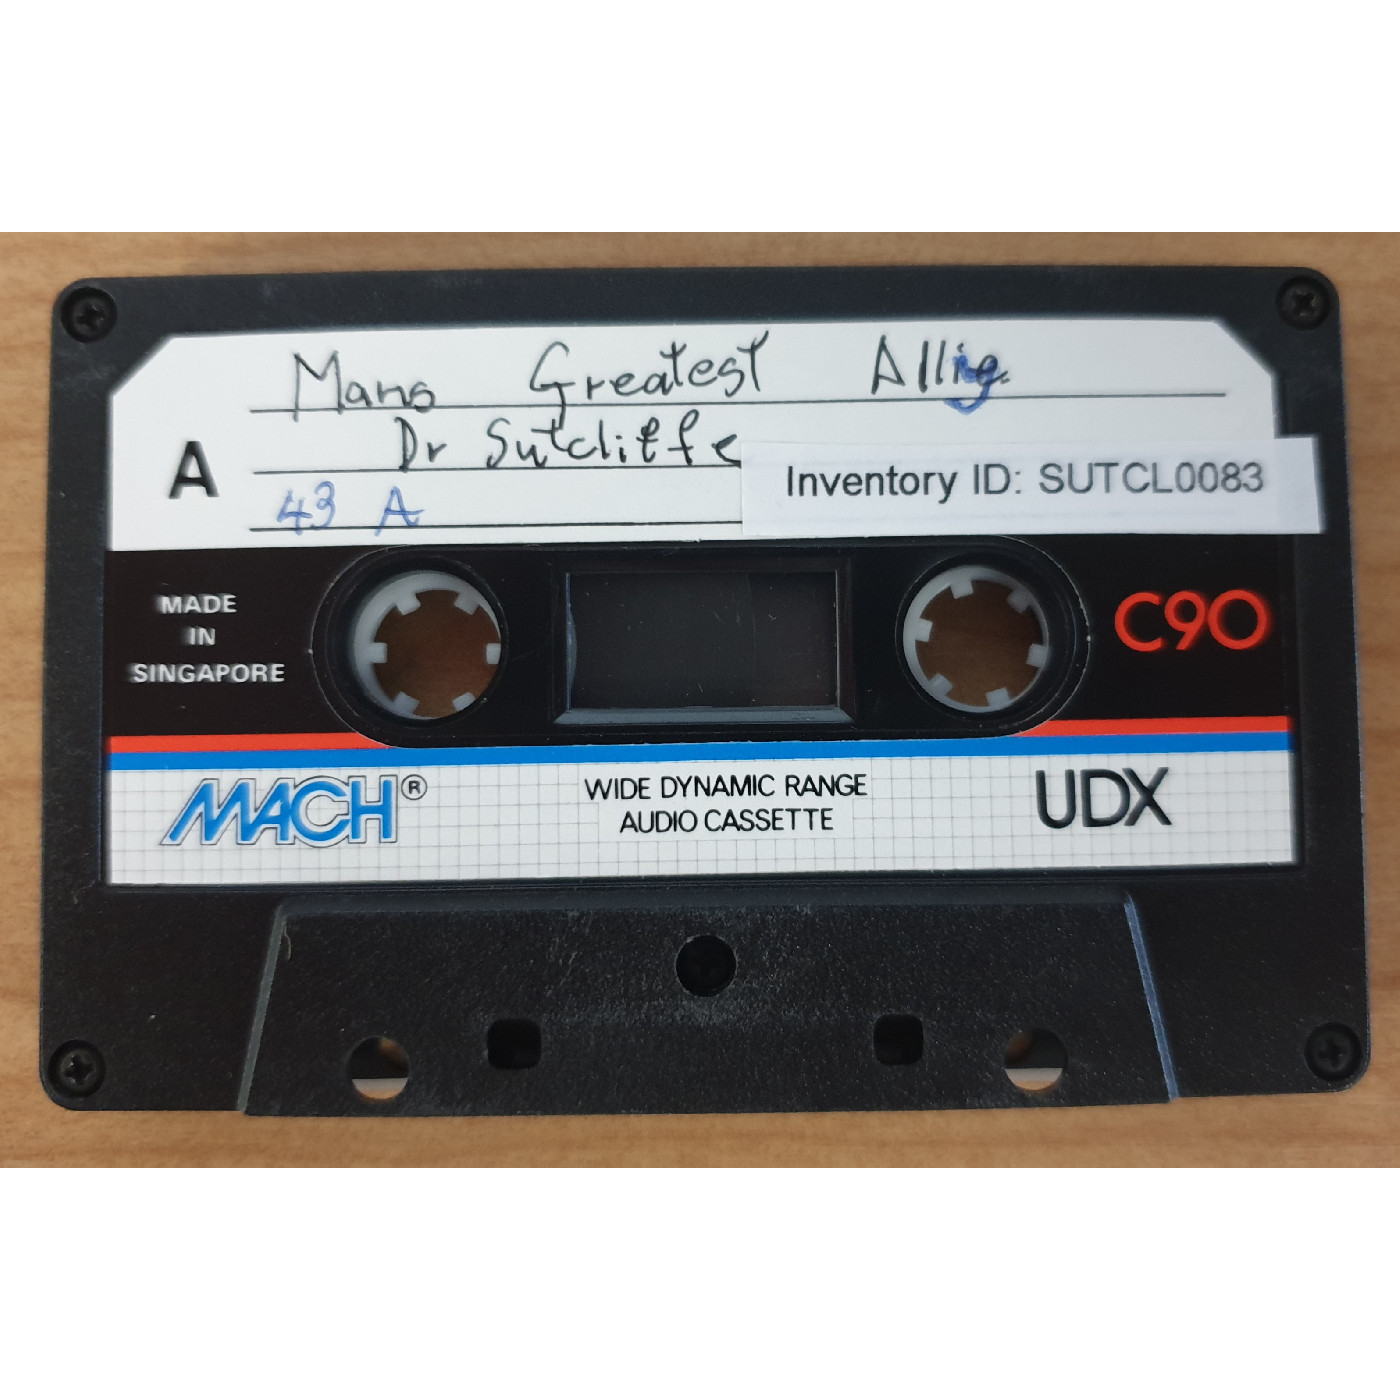 Mans Greatest Ally
A
Dr Sutcliffe
43 A
Inventory ID: SUTCL0083
MADE
IN
SINGAPORE
C90
MACH®
WIDE DYNAMIC RANGE
AUDIO CASSETTE
UDX